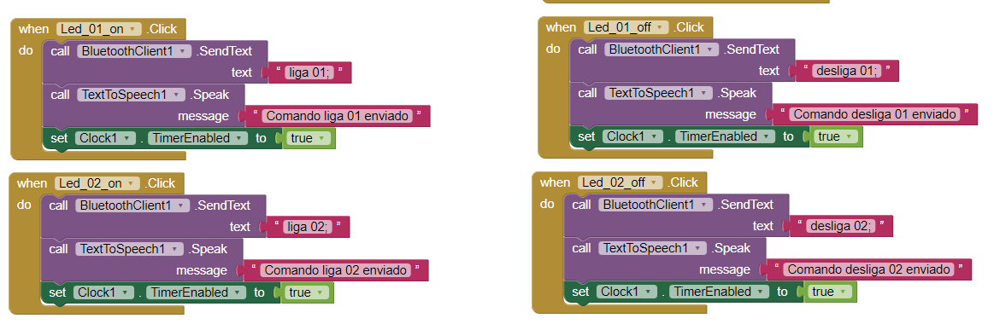 when Led_01_on .Click
do call BluetoothClient1 .SendText
text " liga 01; "
call TextToSpeech1 .Speak
message " Comando liga 01 enviado "
set Clock1 . TimerEnabled to true
when Led_01_off .Click
do call BluetoothClient1 .SendText
text " desliga 01; "
call TextToSpeech1 .Speak
message " Comando desliga 01 enviado "
set Clock1 . TimerEnabled to true
when Led_02_on .Click
do call BluetoothClient1 .SendText
text " liga 02; "
call TextToSpeech1 .Speak
message " Comando liga 02 enviado "
set Clock1 . TimerEnabled to true
when Led_02_off .Click
do call BluetoothClient1 .SendText
text " desliga 02; "
call TextToSpeech1 .Speak
message " Comando desliga 02 enviado "
set Clock1 . TimerEnabled to true